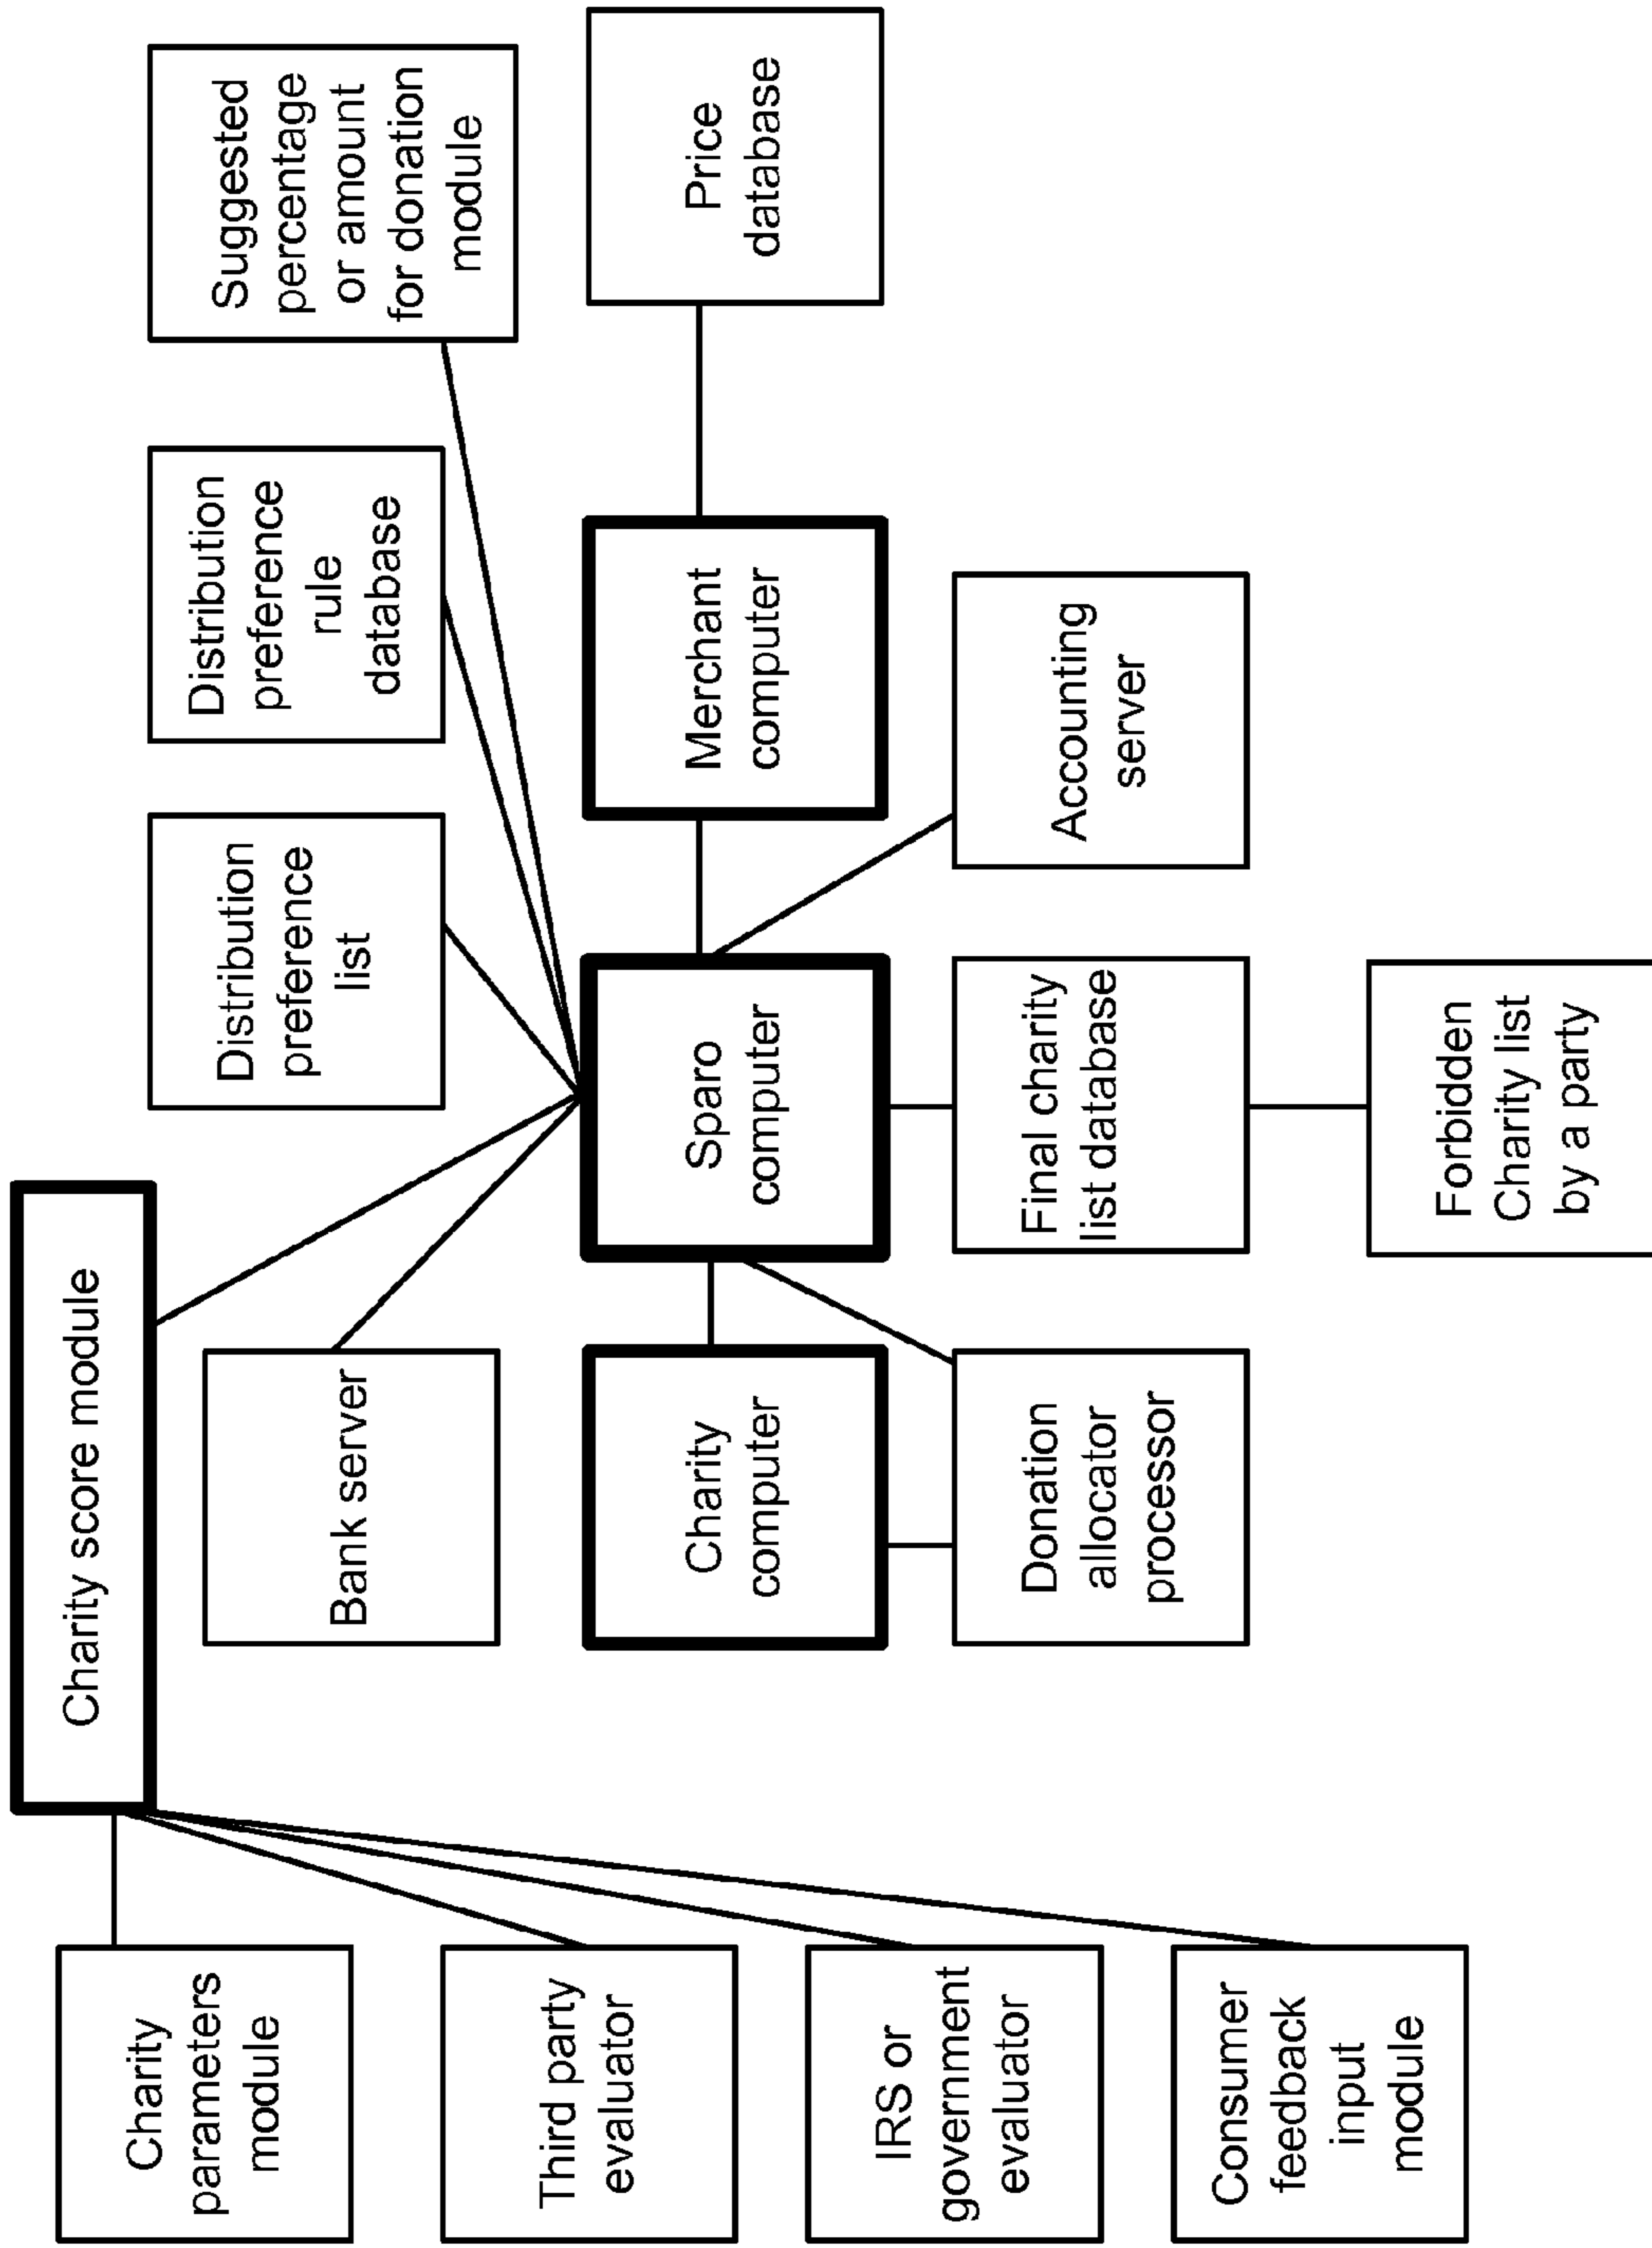 Charity score module
Charity
parameters
module
Third party
evaluator
IRS or
government
evaluator
Consumer
feedback
input
module
Bank server
Distribution
preference
list
Distribution
preference
rule
database
Suggested
percentage
or amount
for donation
module
Charity
computer
Sparo
computer
Merchant
computer
Price
database
Donation
allocator
processor
Final charity
list database
Accounting
server
Forbidden
Charity list
by a party